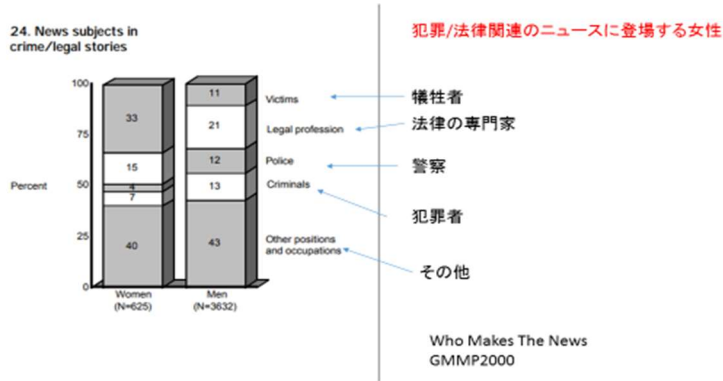 24. News subjects in
crime/legal stories
100
75
Percent
50
25
0
33
15
4
7
40
Women
(N=625)
11
21
12
13
43
Men
(N=3632)
Victims
Legal profession
Police
Criminals
Other positions
and occupations
犯罪/法律関連のニュースに登場する女性
犠牲者
法律の専門家
警察
犯罪者
その他
Who Makes The News
GMMP2000